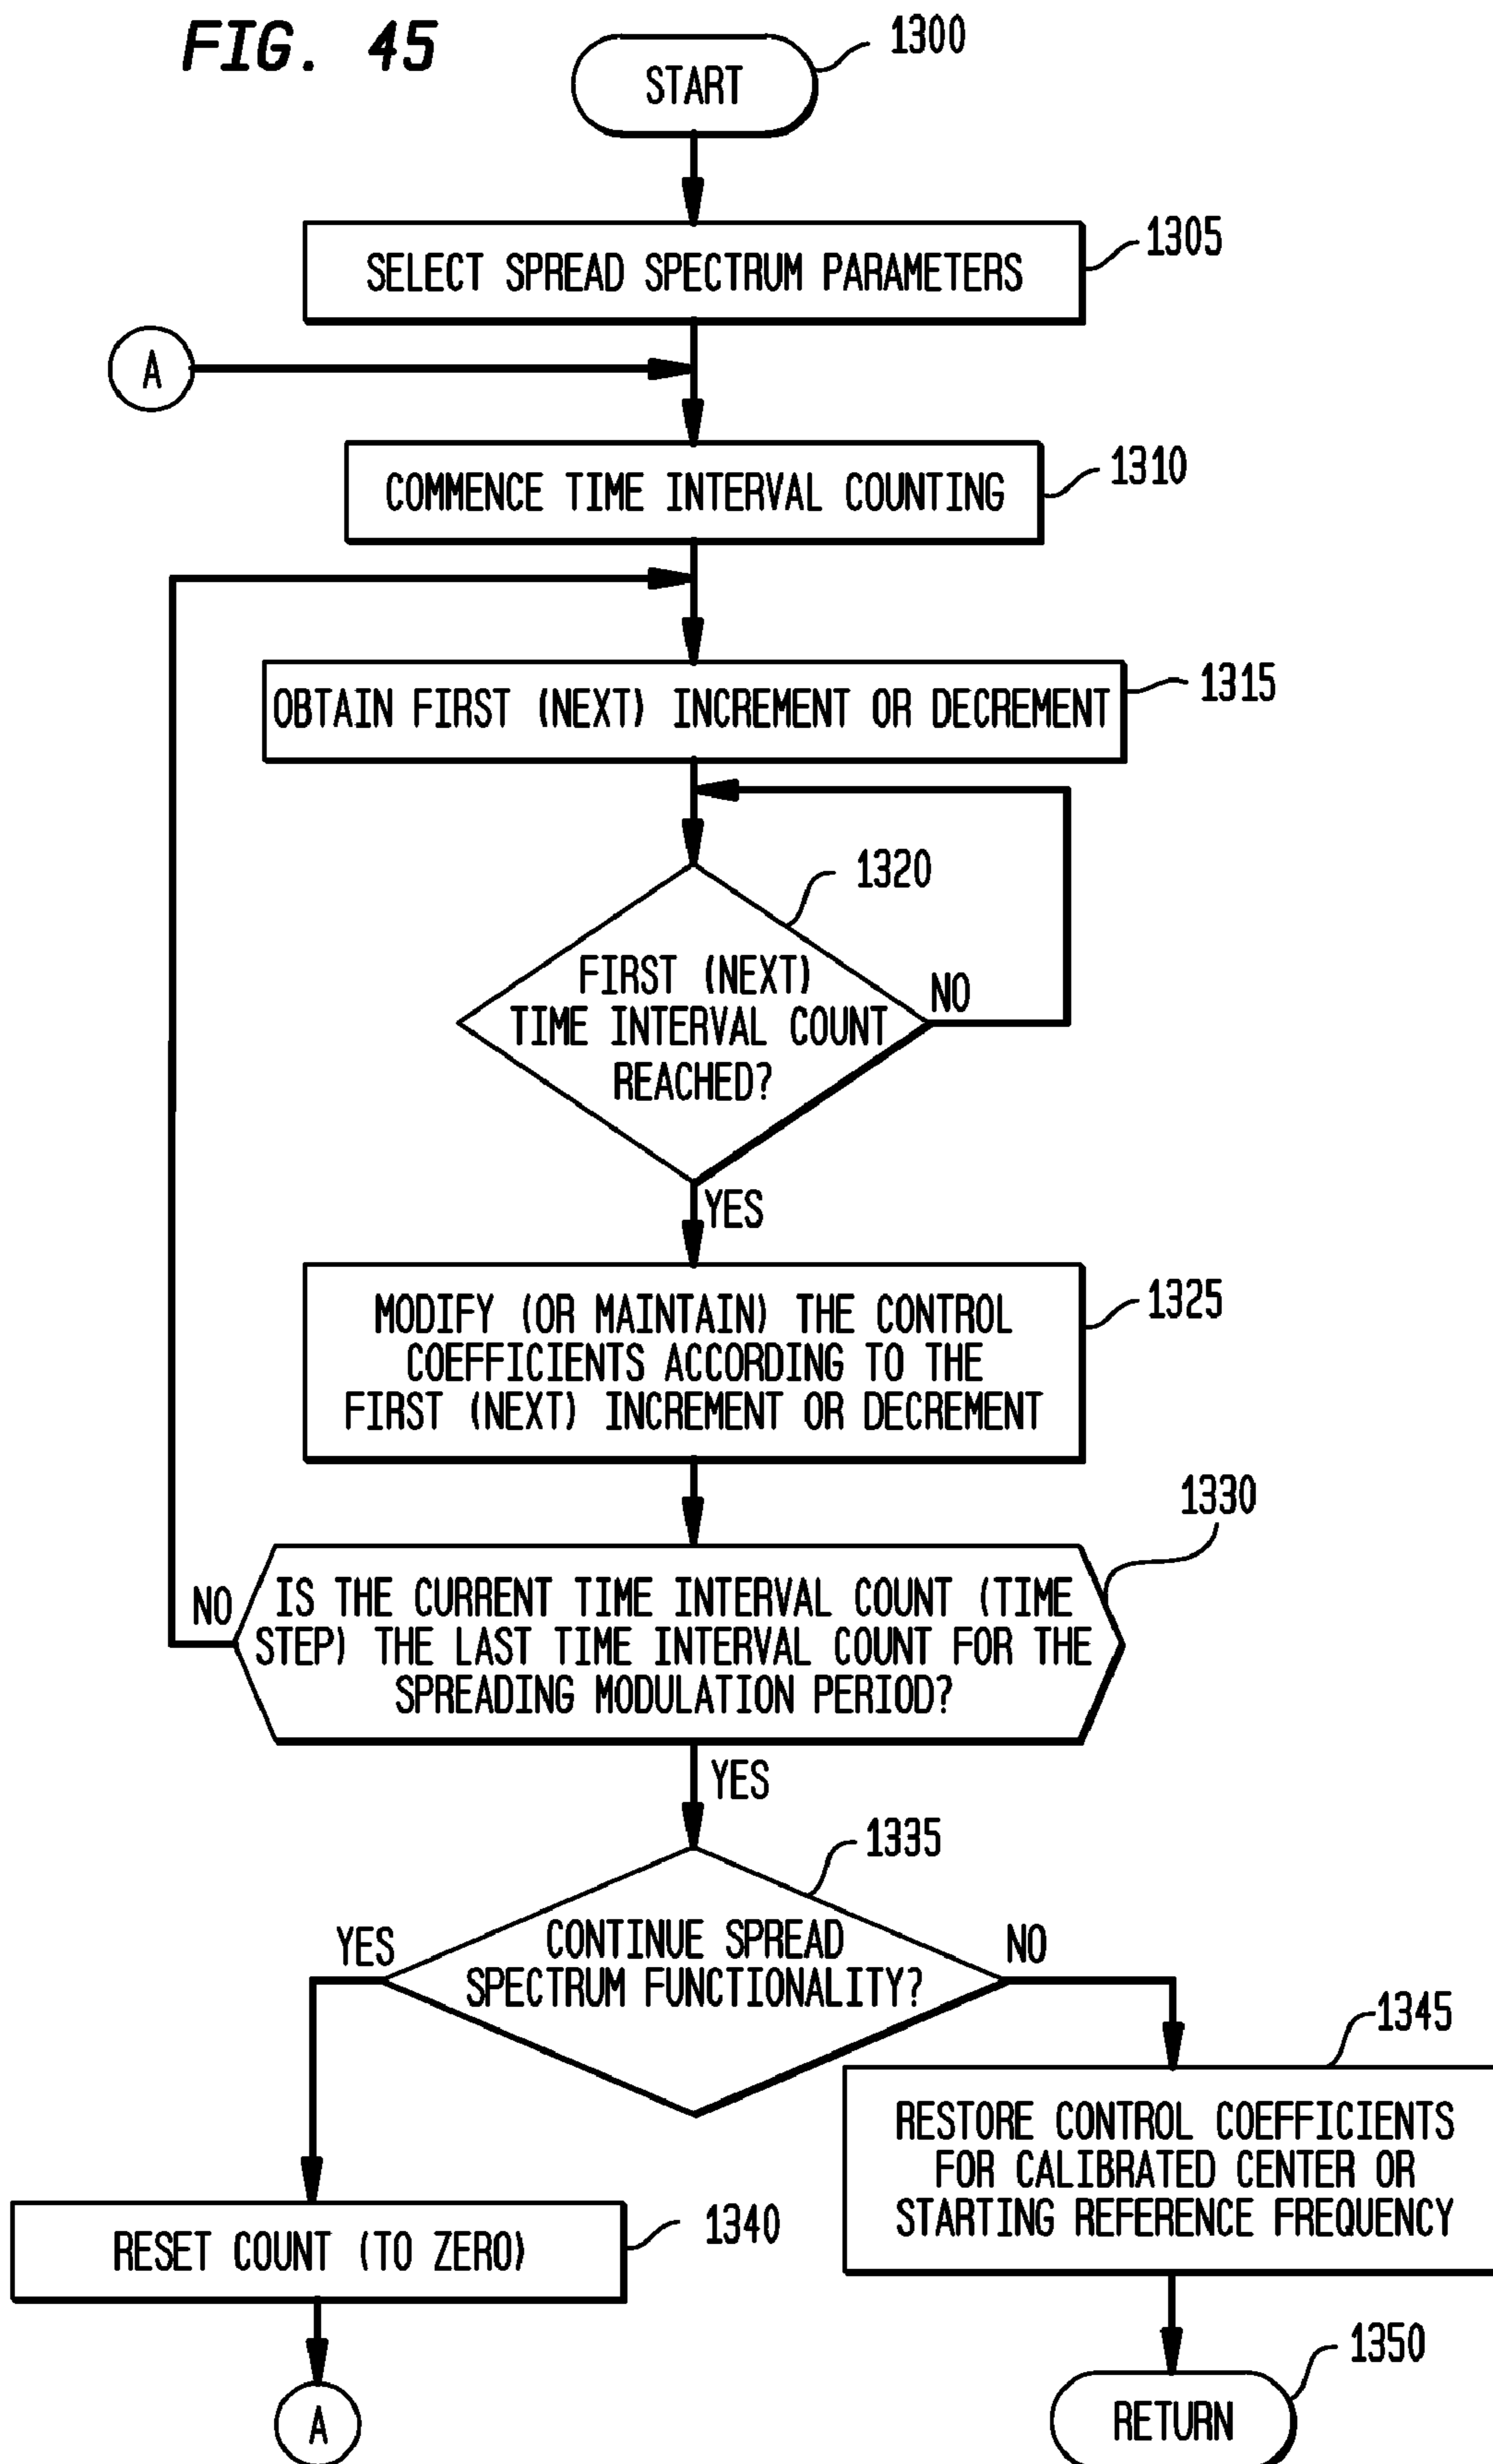 FIG. 45
START
1300
SELECT SPREAD SPECTRUM PARAMETERS
1305
A
COMMENCE TIME INTERVAL COUNTING
1310
OBTAIN FIRST (NEXT) INCREMENT OR DECREMENT
1315
1320
FIRST (NEXT)
TIME INTERVAL COUNT
REACHED?
NO
YES
MODIFY (OR MAINTAIN) THE CONTROL
COEFFICIENTS ACCORDING TO THE
FIRST (NEXT) INCREMENT OR DECREMENT
1325
1330
NO
IS THE CURRENT TIME INTERVAL COUNT (TIME
STEP) THE LAST TIME INTERVAL COUNT FOR THE
SPREADING MODULATION PERIOD?
YES
1335
YES
CONTINUE SPREAD
SPECTRUM FUNCTIONALITY?
NO
1345
RESTORE CONTROL COEFFICIENTS
FOR CALIBRATED CENTER OR
STARTING REFERENCE FREQUENCY
RESET COUNT (TO ZERO)
1340
A
RETURN
1350